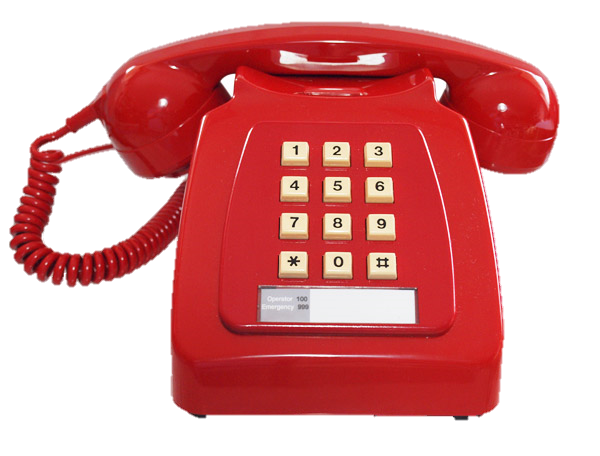 1 2 3
4 5 6
7 8 9
* 0 #
Operator 100
Emergency 999